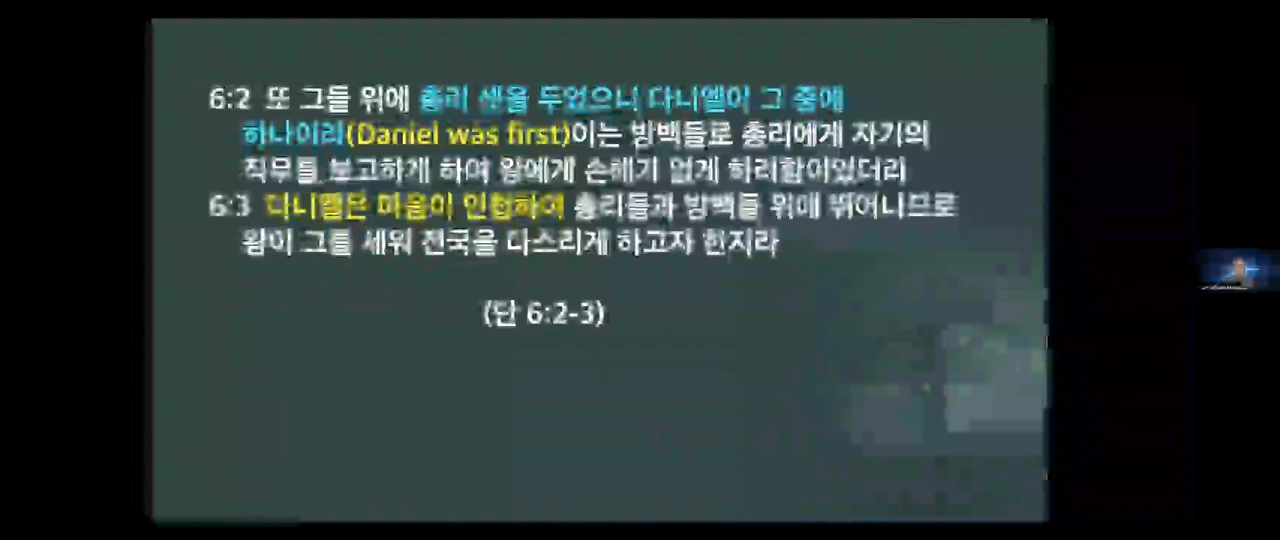 6:2 또 그들 위에 총리 셋을 두었으니 다니엘이 그 중에
하나이라(Daniel was first)이는 방백들로 총리에게 자기의
직무를 보고하게 하여 왕에게 손해가 없게 하려함이었더라
6:3 다니엘은 마음이 민첩하여 총리들과 방백들 위에 뛰어나므로
왕이 그를 세워 전국을 다스리게 하고자 한지라
(단 6:2-3)